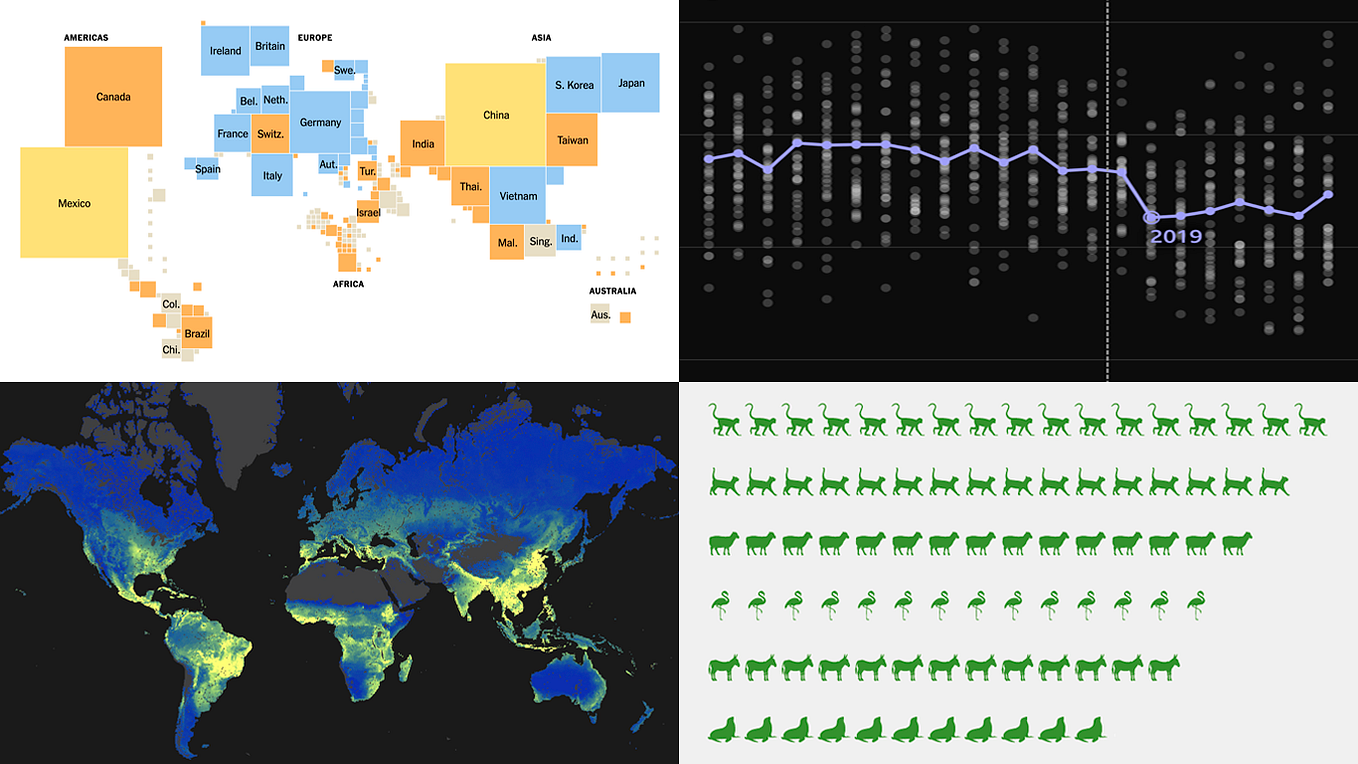 AMERICAS
EUROPE
ASIA
Ireland
Britain
Swe.
Canada
Bel.
Neth.
Germany
France
Switz.
Spain
Italy
Aut.
Tur.
Israel
Mexico
China
S. Korea
Japan
India
Taiwan
Thai.
Vietnam
Mal.
Sing.
Ind.
AFRICA
AUSTRALIA
Aus.
Col.
Brazil
Chi.
2019